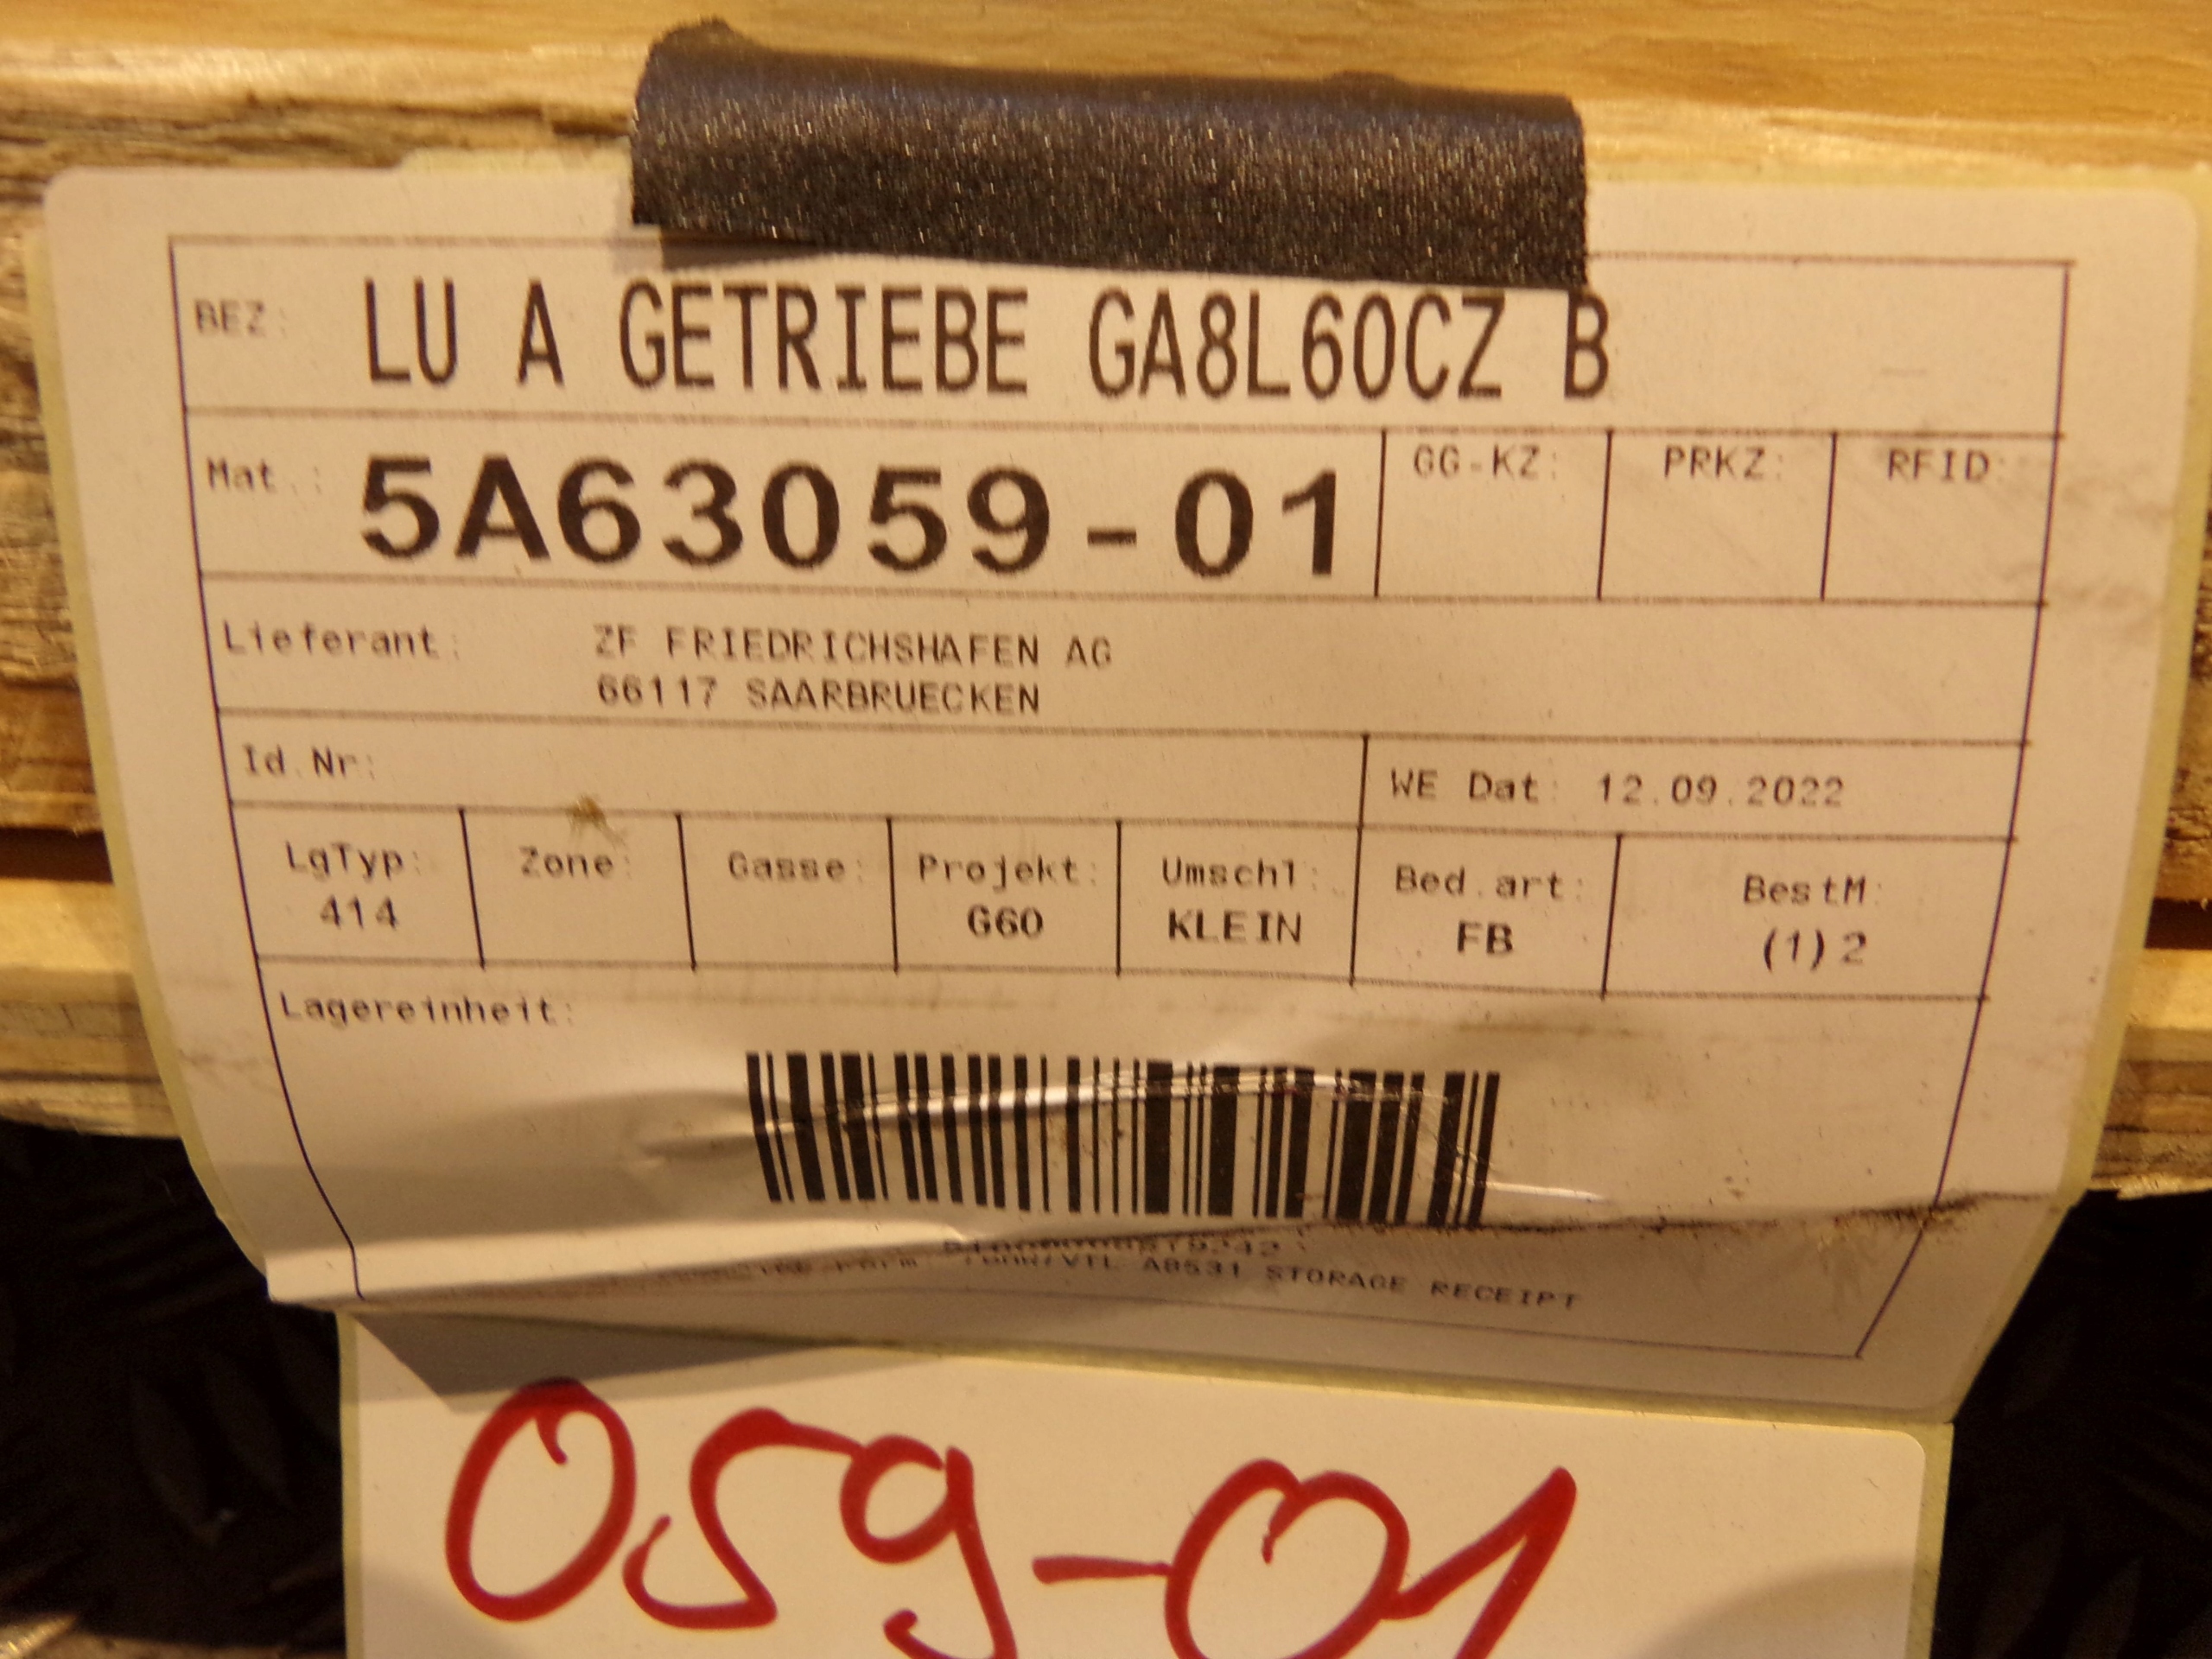 BEZ: LU A GETRIEBE GA8L60CZ B
Mat.: 5A63059-01 GG-KZ: PRKZ: RFID:
Lieferant: ZF FRIEDRICHSHAFEN AG
66117 SAARBRUECKEN
Id.Nr: WE Dat: 12.09.2022
LgTyp: Zone: Gasse: Projekt: Umschl: Bed.art: BestM:
414 G60 KLEIN FB (1)2
Lagereinheit:
A8531 STORAGE RECEIPT
059-01